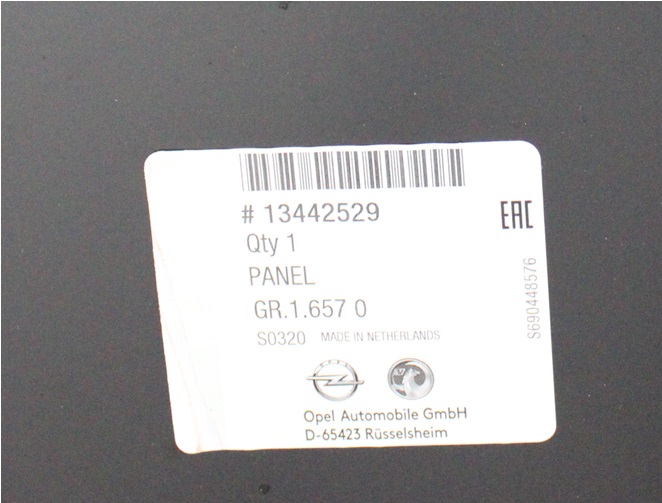 # 13442529
EAC
Qty 1
PANEL
GR.1.657 0
S0320 MADE IN NETHERLANDS
S690448576
Opel Automobile GmbH
D-65423 Rüsselsheim